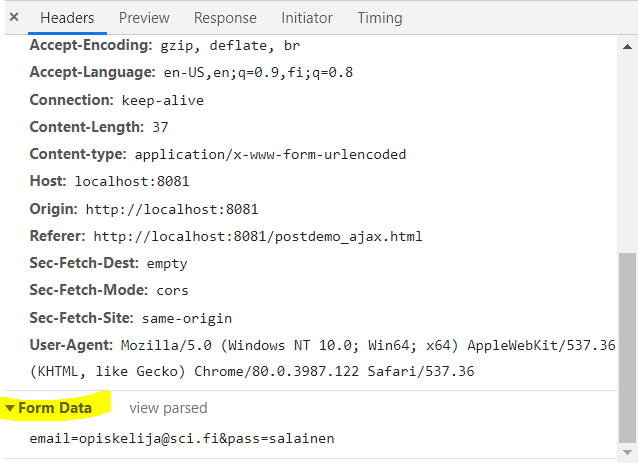 × Headers Preview Response Initiator Timing
Accept-Encoding: gzip, deflate, br
Accept-Language: en-US,en;q=0.9,fi;q=0.8
Connection: keep-alive
Content-Length: 37
Content-type: application/x-www-form-urlencoded
Host: localhost:8081
Origin: http://localhost:8081
Referer: http://localhost:8081/postdemo_ajax.html
Sec-Fetch-Dest: empty
Sec-Fetch-Mode: cors
Sec-Fetch-Site: same-origin
User-Agent: Mozilla/5.0 (Windows NT 10.0; Win64; x64) AppleWebKit/537.36
(KHTML, like Gecko) Chrome/80.0.3987.122 Safari/537.36
▼Form Data view parsed
email=opiskelija@sci.fi&pass=salainen